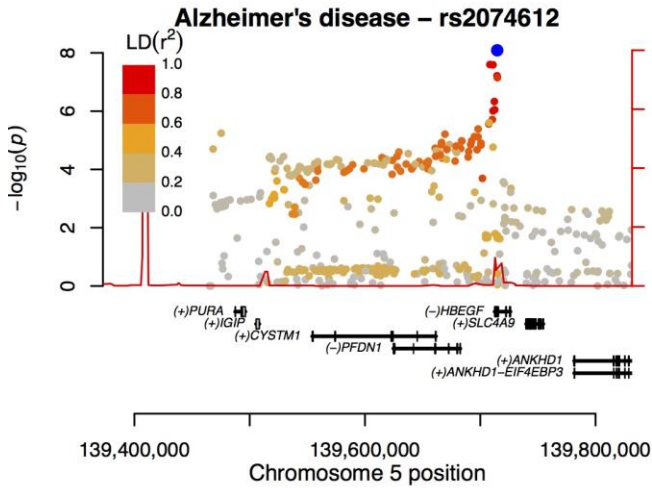 Alzheimer's disease – rs2074612
LD(r²)
1.0
0.8
0.6
0.4
0.2
0.0
8
6
4
2
0
−log₁₀(p)
(+)PURA
(−)HBEGF
(+)IGIP
(+)SLC4A9
(+)CYSTM1
(−)PFDN1
(+)ANKHD1
(+)ANKHD1−EIF4EBP3
139,400,000 139,600,000 139,800,000
Chromosome 5 position